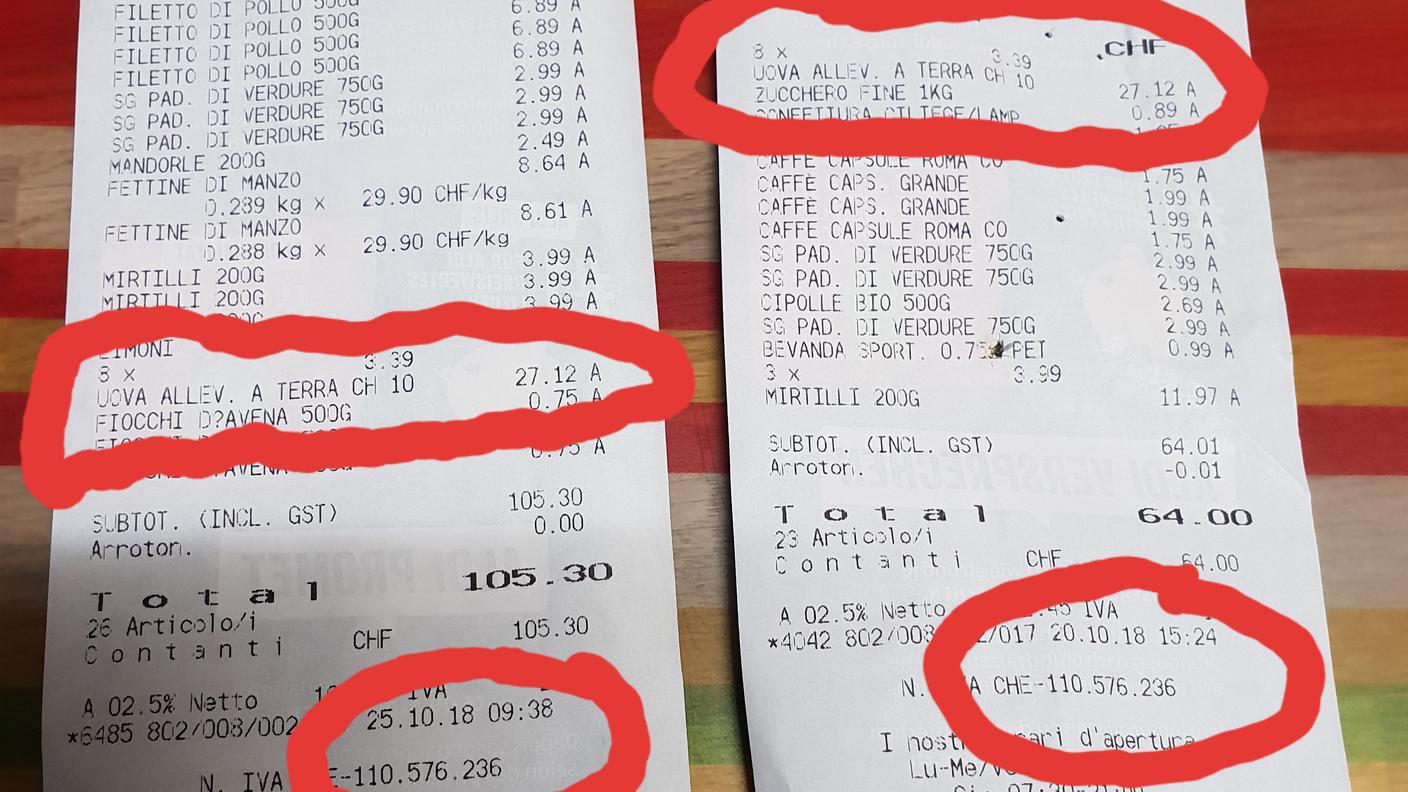 FILETTO DI POLLO 500G 6.89 A
FILETTO DI POLLO 500G 6.89 A
FILETTO DI POLLO 500G 6.89 A
FILETTO DI POLLO 500G 6.89 A
SG PAD. DI VERDURE 750G 2.99 A
SG PAD. DI VERDURE 750G 2.99 A
SG PAD. DI VERDURE 750G 2.99 A
MANDORLE 200G 2.49 A
FETTINE DI MANZO 8.64 A
0.289 kg x 29.90 CHF/kg
FETTINE DI MANZO 8.61 A
0.288 kg x 29.90 CHF/kg
MIRTILLI 200G 3.99 A
MIRTILLI 200G 3.99 A
3.99 A
LIMONI
8 x 3.39
UOVA ALLEV. A TERRA CH 10 27.12 A
FIOCCHI D?AVENA 500G 0.75 A
0.75 A
SUBTOT. (INCL. GST) 105.30
Arroton. 0.00
Total 105.30
26 Articolo/i
Contanti CHF 105.30
A 02.5% Netto IVA
*6485 802/008/002 25.10.18 09:38
N. IVA -110.576.236
CHF
8 x 3.39
UOVA ALLEV. A TERRA CH 10 27.12 A
ZUCCHERO FINE 1KG 0.89 A
CONFETTURA CILIEGE/LAMP
CAFFÈ CAPSULE ROMA CO 1.75 A
CAFFÈ CAPS. GRANDE 1.99 A
CAFFÈ CAPS. GRANDE 1.99 A
CAFFÈ CAPSULE ROMA CO 1.75 A
SG PAD. DI VERDURE 750G 2.99 A
SG PAD. DI VERDURE 750G 2.99 A
CIPOLLE BIO 500G 2.69 A
SG PAD. DI VERDURE 750G 2.99 A
BEVANDA SPORT. PET 0.99 A
3 x 3.99
MIRTILLI 200G 11.97 A
SUBTOT. (INCL. GST) 64.01
Arroton. -0.01
Total 64.00
23 Articolo/i
Contanti CHF 64.00
A 02.5% Netto IVA
*4042 802/008 /017 20.10.18 15:24
N. CHE-110.576.236
I d'apertura